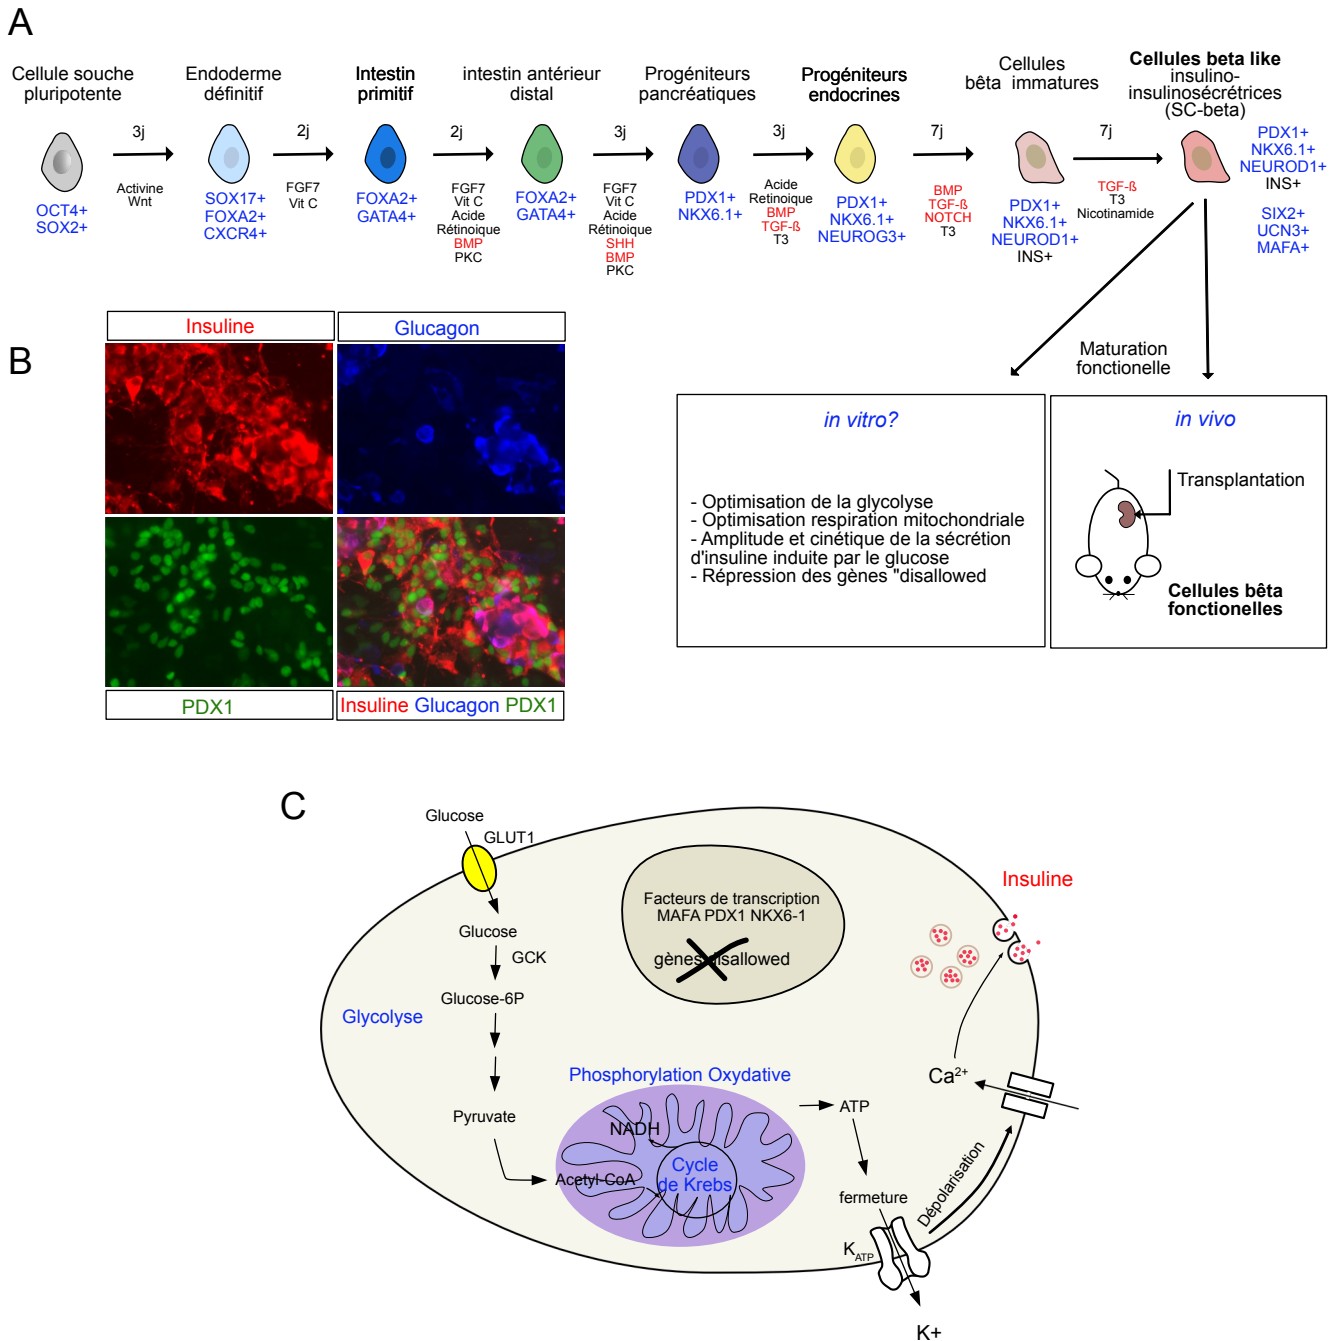 A
Cellule souche
pluripotente
3j
Activine
Wnt
OCT4+
SOX2+
Endoderme
définitif
2j
FGF7
Vit C
SOX17+
FOXA2+
CXCR4+
Intestin
primitif
2j
FGF7
Vit C
Acide
Rétinoique
BMP
PKC
FOXA2+
GATA4+
intestin antérieur
distal
3j
FGF7
Vit C
Acide
Rétinoique
SHH
BMP
PKC
FOXA2+
GATA4+
Progéniteurs
pancréatiques
3j
Acide
Retinoique
BMP
TGF-ß
T3
PDX1+
NKX6.1+
Progéniteurs
endocrines
7j
BMP
TGF-ß
NOTCH
T3
PDX1+
NKX6.1+
NEUROG3+
Cellules
bêta immatures
7j
TGF-ß
T3
Nicotinamide
PDX1+
NKX6.1+
NEUROD1+
INS+
Cellules beta like
insulino-
insulinosécrétrices
(SC-beta)
PDX1+
NKX6.1+
NEUROD1+
INS+
SIX2+
UCN3+
MAFA+
Maturation
fonctionelle
in vitro?
- Optimisation de la glycolyse
- Optimisation respiration mitochondriale
- Amplitude et cinétique de la sécrétion
d'insuline induite par le glucose
- Répression des gènes "disallowed
in vivo
Transplantation
Cellules bêta
fonctionelles
B
Insuline
Glucagon
PDX1
Insuline Glucagon PDX1
C
Glucose
GLUT1
Glucose
GCK
Glucose-6P
Glycolyse
Pyruvate
Facteurs de transcription
MAFA PDX1 NKX6-1
gènes disallowed
Insuline
Phosphorylation Oxydative
NADH
Acetyl-CoA
Cycle
de Krebs
ATP
fermeture
KATP
K+
Dépolarisation
Ca2+